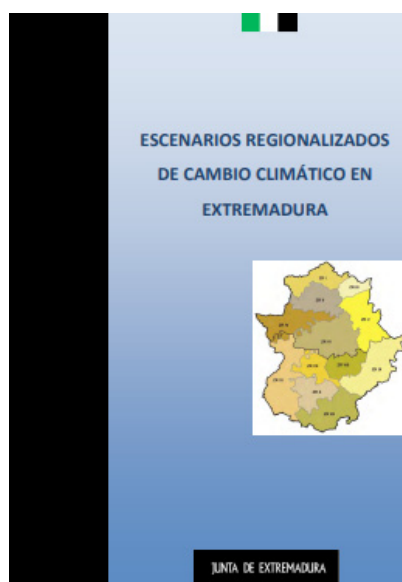 ESCENARIOS REGIONALIZADOS
DE CAMBIO CLIMÁTICO EN
EXTREMADURA
JUNTA DE EXTREMADURA